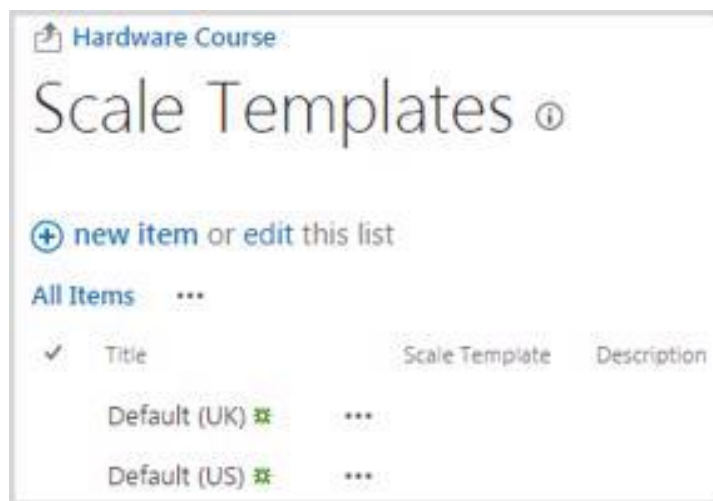 Hardware Course
Scale Templates
new item or edit this list
All Items ...
Title Scale Template Description
Default (UK) ...
Default (US) ...